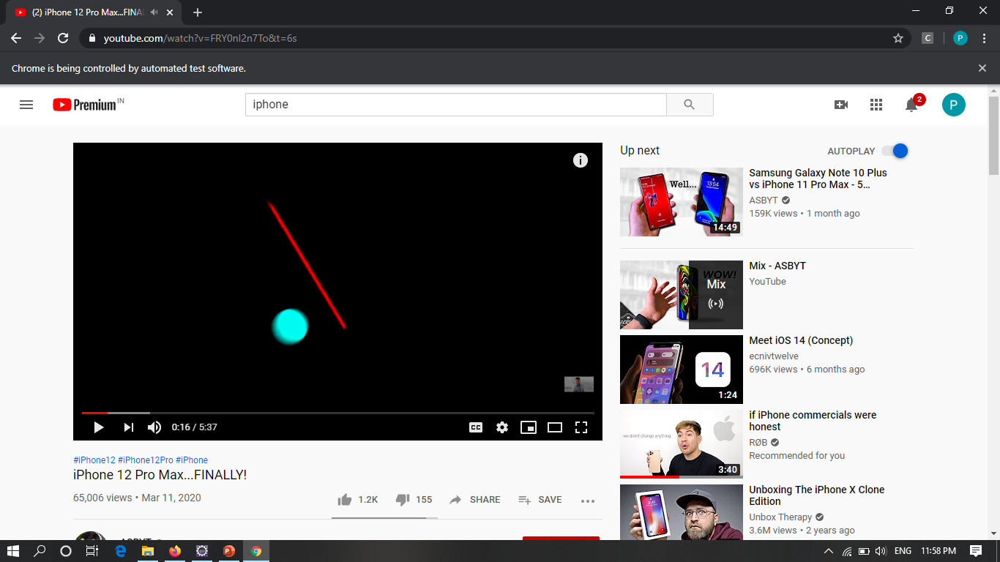 (2) iPhone 12 Pro Max...FINA
youtube.com/watch?v=FRY0nI2n7To&t=6s
C
P
Chrome is being controlled by automated test software.
Premium IN
iphone
2
P
Up next
AUTOPLAY
Well...
14:49
Samsung Galaxy Note 10 Plus
vs iPhone 11 Pro Max - 5...
ASBYT
159K views • 1 month ago
WOW!
Mix
Mix - ASBYT
YouTube
14
1:24
Meet iOS 14 (Concept)
ecnivtwelve
696K views • 6 months ago
we didn't change anything
3:40
if iPhone commercials were
honest
RØB
Recommended for you
Unboxing The iPhone X Clone
Edition
Unbox Therapy
3.6M views • 2 years ago
0:16 / 5:37
CC
#iPhone12 #iPhone12Pro #iPhone
iPhone 12 Pro Max...FINALLY!
65,006 views • Mar 11, 2020
1.2K
155
SHARE
SAVE
ENG
11:58 PM